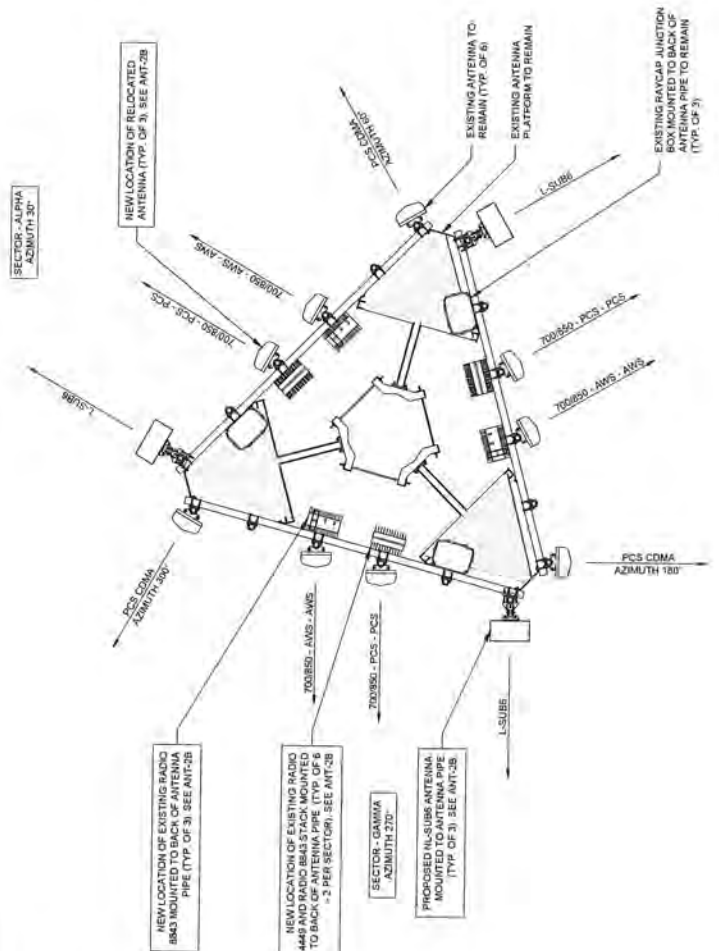 SECTOR - ALPHA
AZIMUTH 30°
NEW LOCATION OF RELOCATED
ANTENNA (TYP. OF 3). SEE ANT-2B
EXISTING ANTENNA TO
REMAIN (TYP. OF 6)
EXISTING ANTENNA
PLATFORM TO REMAIN
EXISTING RAYCAP JUNCTION
BOX MOUNTED TO BACK OF
ANTENNA PIPE TO REMAIN
(TYP. OF 3)
L-SUB6
700/850 - PCS - PCS
700/850 - AWS - AWS
PCS CDMA
AZIMUTH 60°
L-SUB6
700/850 - PCS - PCS
700/850 - AWS - AWS
PCS CDMA
AZIMUTH 180°
PCS CDMA
AZIMUTH 300°
700/850 - AWS - AWS
700/850 - PCS - PCS
L-SUB6
NEW LOCATION OF EXISTING RADIO
8843 MOUNTED TO BACK OF ANTENNA
PIPE (TYP. OF 3). SEE ANT-2B
NEW LOCATION OF EXISTING RADIO
4449 AND RADIO 8843 STACK MOUNTED
TO BACK OF ANTENNA PIPE (TYP. OF 6
- 2 PER SECTOR). SEE ANT-2B
SECTOR - GAMMA
AZIMUTH 270°
PROPOSED NL-SUB6 ANTENNA
MOUNTED TO ANTENNA PIPE
(TYP. OF 3). SEE ANT-2B